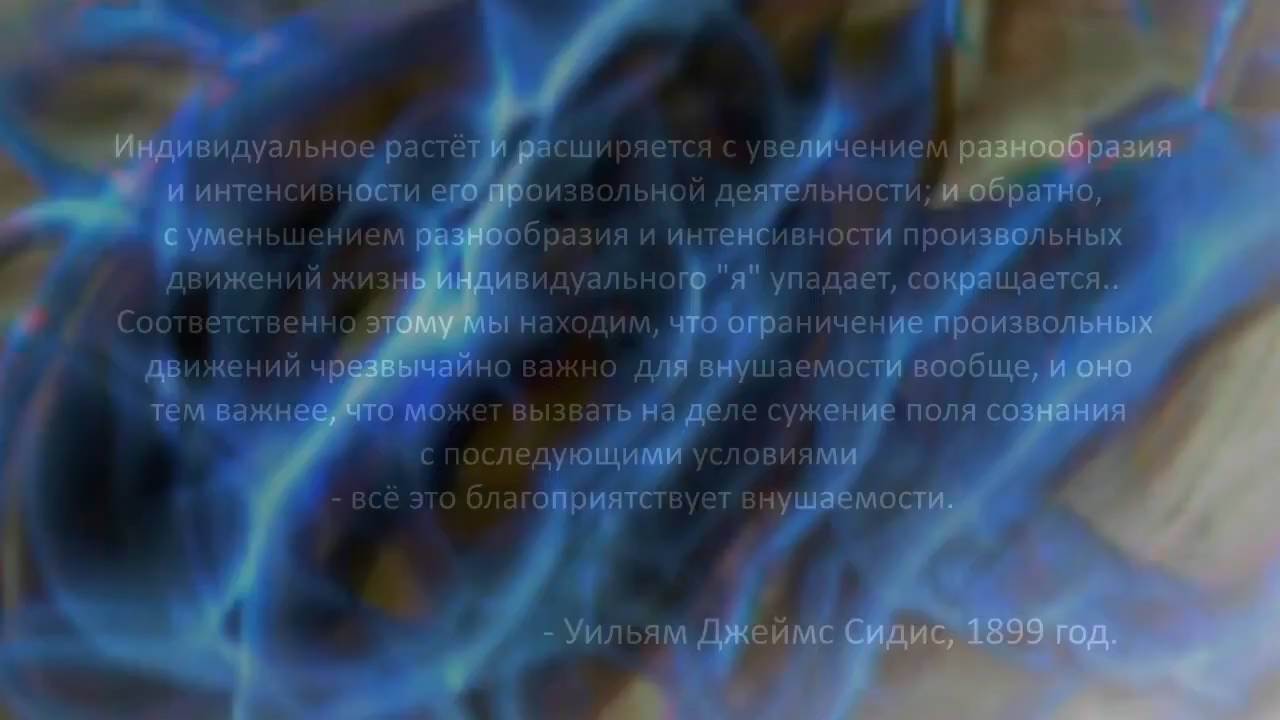 Индивидуальное растёт и расширяется с увеличением разнообразия
и интенсивности его произвольной деятельности; и обратно,
с уменьшением разнообразия и интенсивности произвольных
движений жизнь индивидуального "я" упадает, сокращается..
Соответственно этому мы находим, что ограничение произвольных
движений чрезвычайно важно для внушаемости вообще, и оно
тем важнее, что может вызвать на деле сужение поля сознания
с последующими условиями
- всё это благоприятствует внушаемости.
- Уильям Джеймс Сидис, 1899 год.